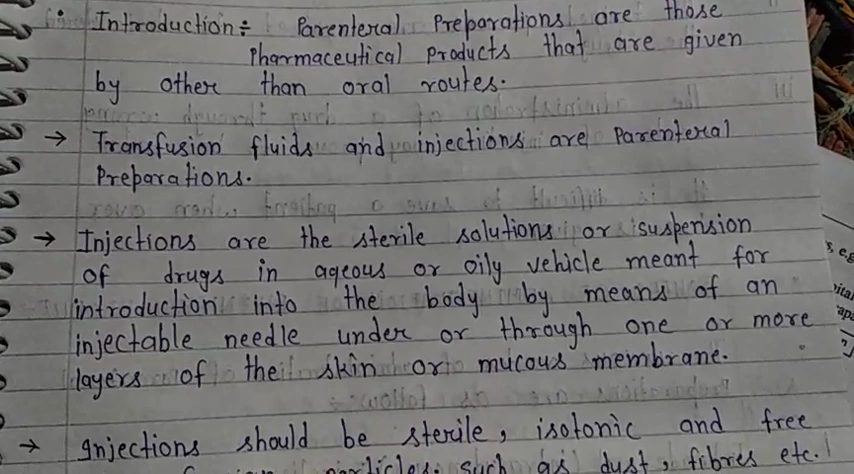 Introduction÷ Parenteral Preparations are those
Pharmaceutical Products that are given
by other than oral routes.
→ Transfusion fluids and injections are Parenteral
Preparations.
→ Injections are the sterile solutions or suspension
of drugs in aqeous or oily vehicle meant for
introduction into the body by means of an
injectable needle under or through one or more
layers of the skin or mucous membrane.
→ Injections should be sterile, isotonic and free
particles. such as dust, fibries etc.